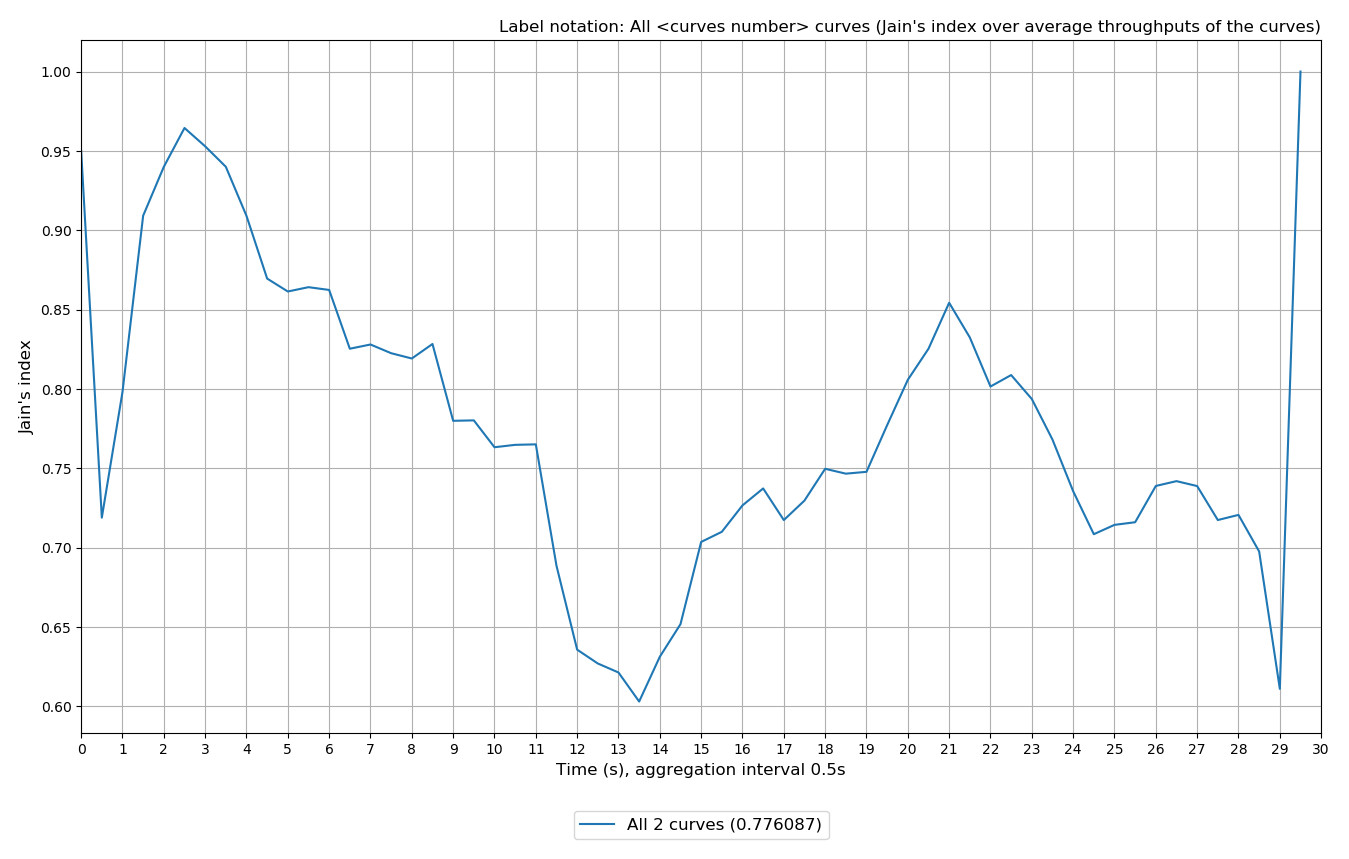 Label notation: All <curves number> curves (Jain's index over average throughputs of the curves)
1.00
0.95
0.90
0.85
0.80
0.75
0.70
0.65
0.60
Jain's index
0 1 2 3 4 5 6 7 8 9 10 11 12 13 14 15 16 17 18 19 20 21 22 23 24 25 26 27 28 29 30
Time (s), aggregation interval 0.5s
All 2 curves (0.776087)